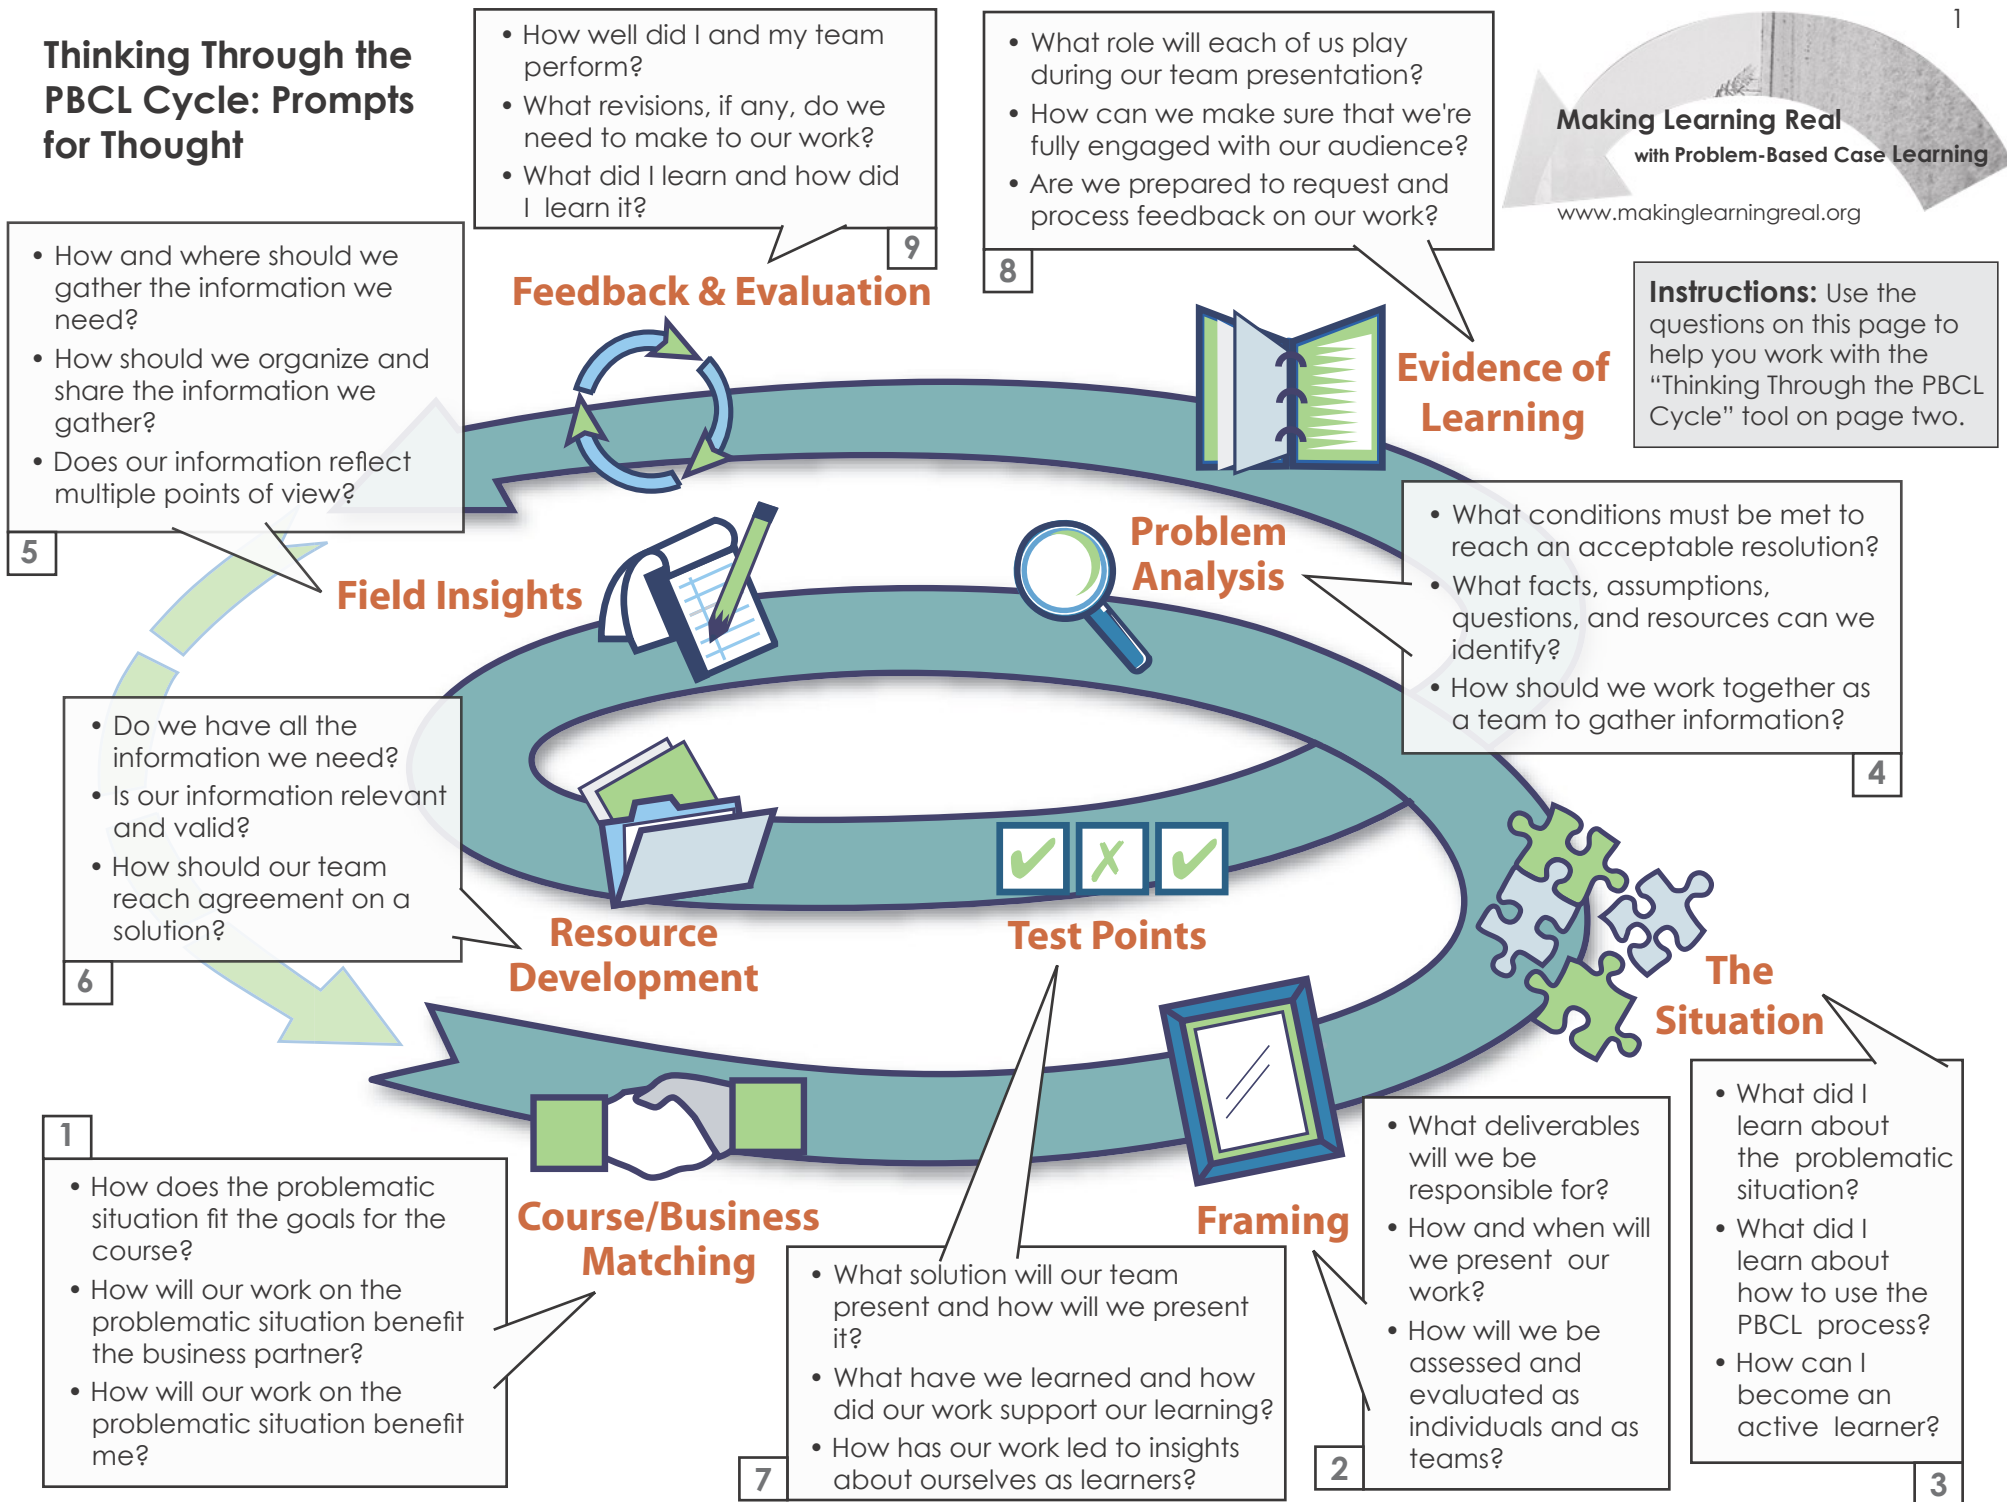 Thinking Through the
PBCL Cycle: Prompts
for Thought
• How well did I and my team
perform?
• What revisions, if any, do we
need to make to our work?
• What did I learn and how did
I learn it?
9
Feedback & Evaluation
• What role will each of us play
during our team presentation?
• How can we make sure that we're
fully engaged with our audience?
• Are we prepared to request and
process feedback on our work?
8
Evidence of
Learning
1
Making Learning Real
with Problem-Based Case Learning
www.makinglearningreal.org
Instructions: Use the
questions on this page to
help you work with the
“Thinking Through the PBCL
Cycle” tool on page two.
• How and where should we
gather the information we
need?
• How should we organize and
share the information we
gather?
• Does our information reflect
multiple points of view?
5
Field Insights
Problem
Analysis
• What conditions must be met to
reach an acceptable resolution?
• What facts, assumptions,
questions, and resources can we
identify?
• How should we work together as
a team to gather information?
4
• Do we have all the
information we need?
• Is our information relevant
and valid?
• How should our team
reach agreement on a
solution?
6
Resource
Development
Test Points
The
Situation
1
• How does the problematic
situation fit the goals for the
course?
• How will our work on the
problematic situation benefit
the business partner?
• How will our work on the
problematic situation benefit
me?
Course/Business
Matching
• What solution will our team
present and how will we present
it?
• What have we learned and how
did our work support our learning?
• How has our work led to insights
about ourselves as learners?
7
Framing
• What deliverables
will we be
responsible for?
• How and when will
we present our
work?
• How will we be
assessed and
evaluated as
individuals and as
teams?
2
• What did I
learn about
the problematic
situation?
• What did I
learn about
how to use the
PBCL process?
• How can I
become an
active learner?
3